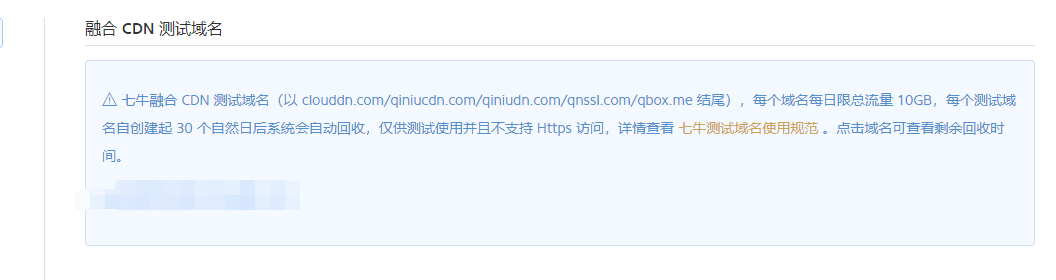 融合 CDN 测试域名
⚠ 七牛融合 CDN 测试域名（以 clouddn.com/qiniucdn.com/qiniudn.com/qnssl.com/qbox.me 结尾），每个域名每日限总流量 10GB，每个测试域
名自创建起 30 个自然日后系统会自动回收，仅供测试使用并且不支持 Https 访问，详情查看 七牛测试域名使用规范 。点击域名可查看剩余回收时
间。